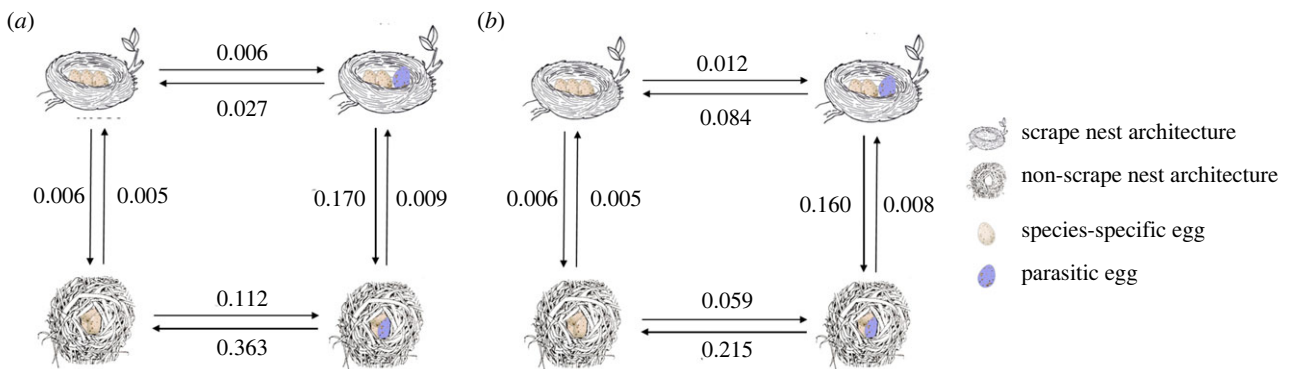 (a)
(b)
0.006
0.027
0.006
0.005
0.170
0.009
0.112
0.363
0.012
0.084
0.006
0.005
0.160
0.008
0.059
0.215
scrape nest architecture
non-scrape nest architecture
species-specific egg
parasitic egg